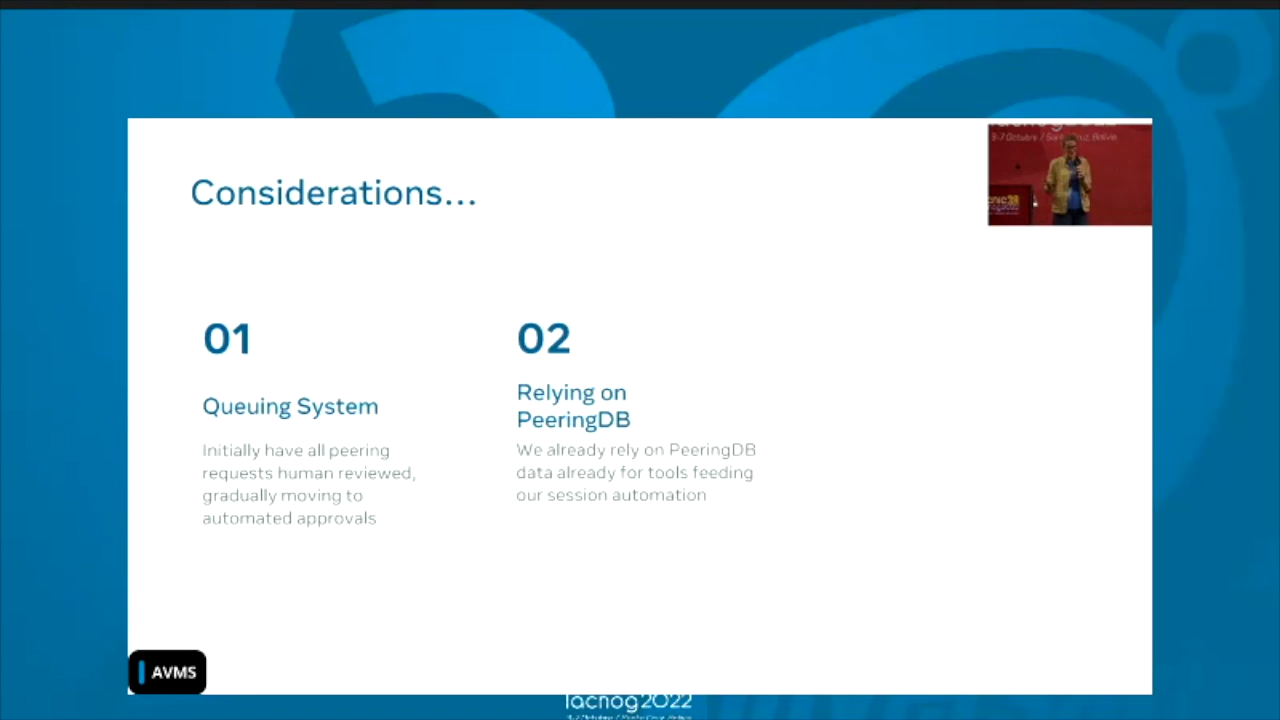 Considerations...
01
Queuing System
Initially have all peering
requests human reviewed,
gradually moving to
automated approvals
02
Relying on
PeeringDB
We already rely on PeeringDB
data already for tools feeding
our session automation
AVMS
lacnog2022